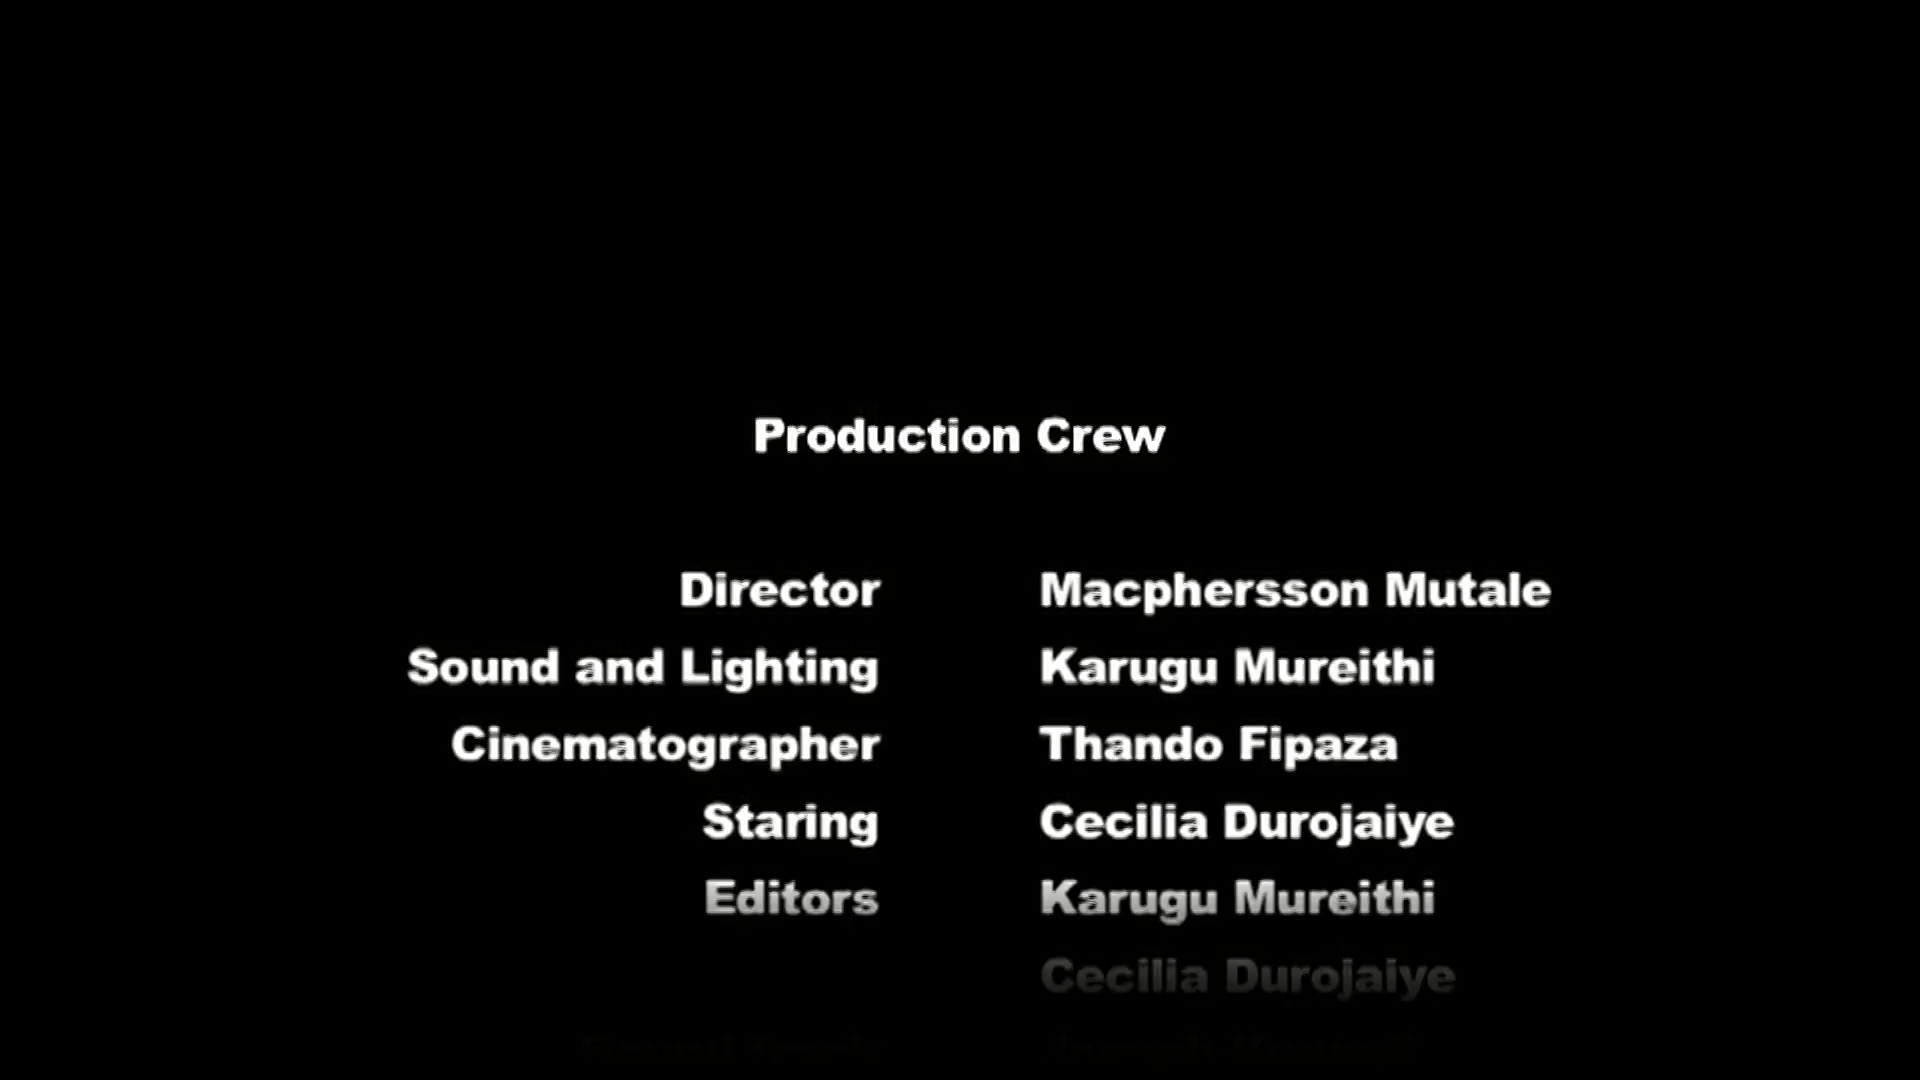 Production Crew
Director Macphersson Mutale
Sound and Lighting Karugu Mureithi
Cinematographer Thando Fipaza
Staring Cecilia Durojaiye
Editors Karugu Mureithi
Cecilia Durojaiye